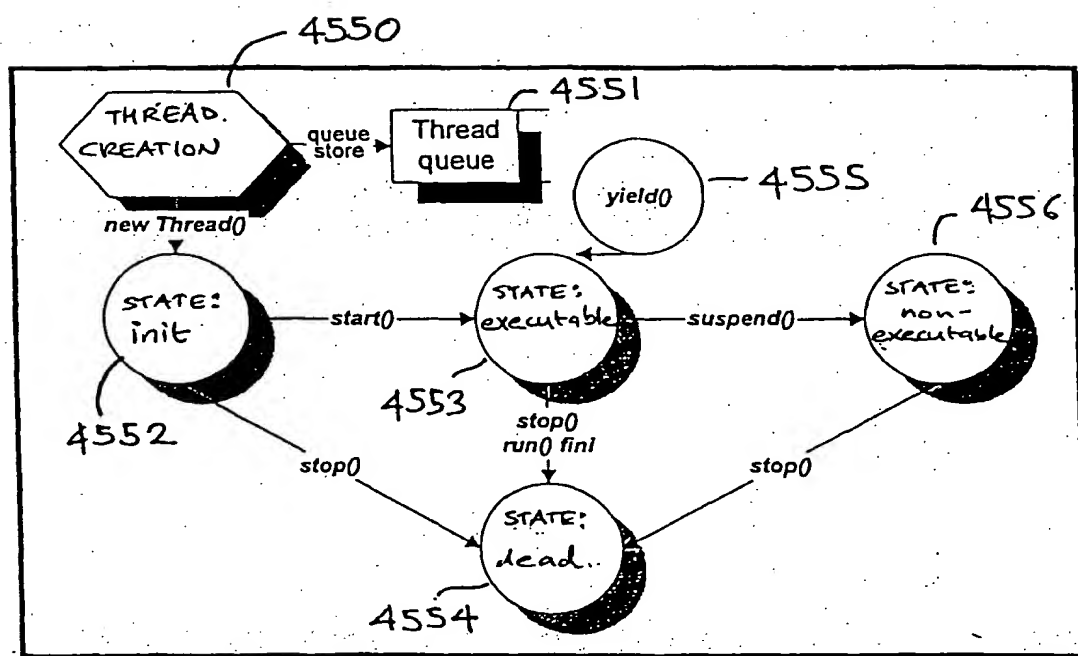 4550
4551
THREAD.
CREATION
queue
store
Thread
queue
yield()
4555
4556
new Thread()
STATE:
init
start()
STATE:
executable
suspend()
STATE:
non-
executable
4552
4553
stop()
run() fini
stop()
stop()
STATE:
dead..
4554